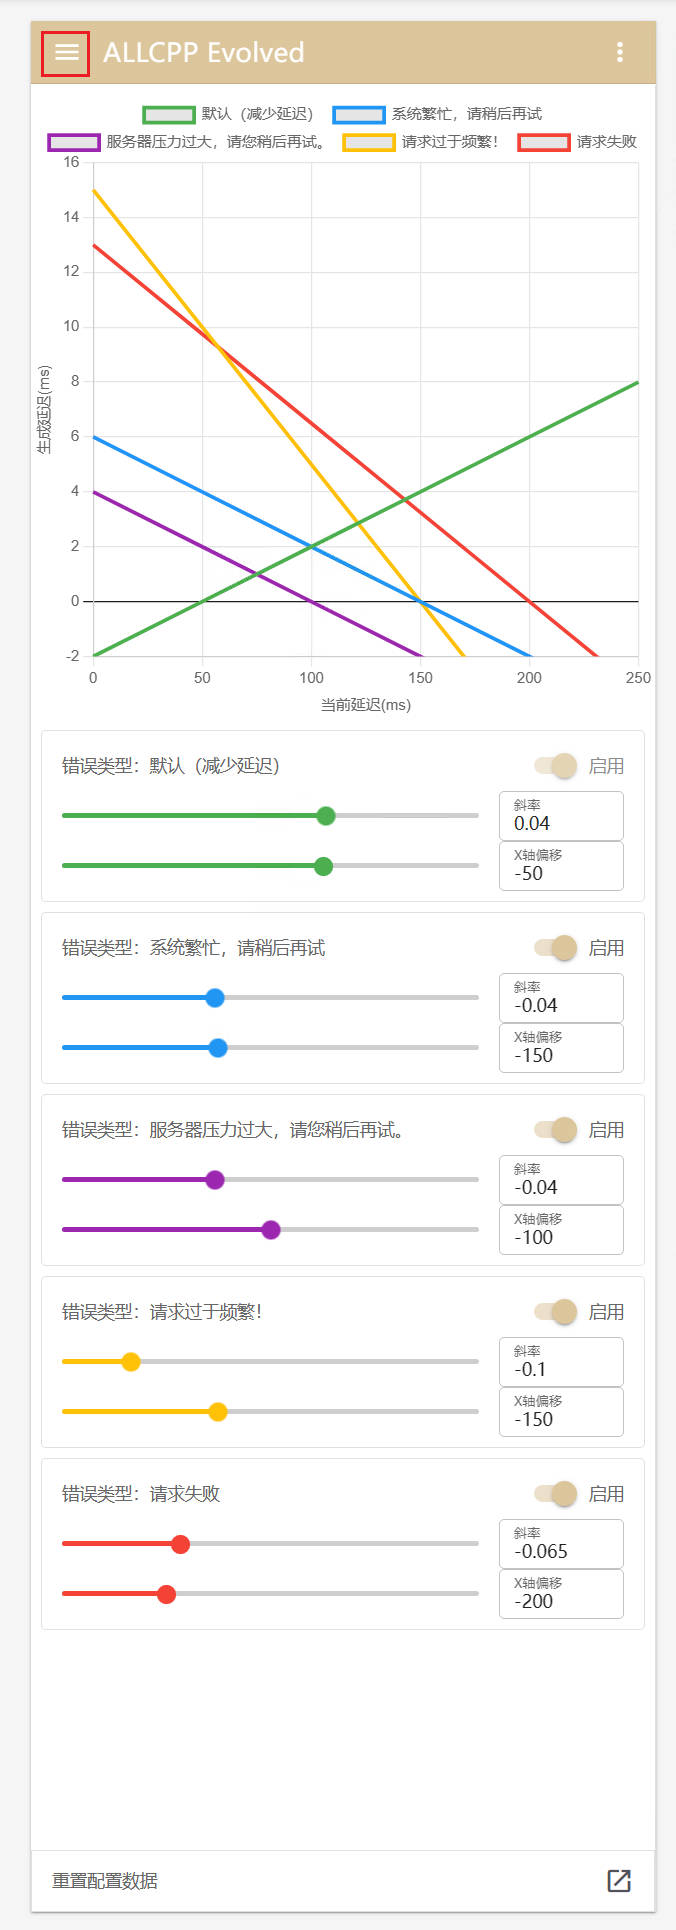 ALLCPP Evolved
默认（减少延迟） 系统繁忙，请稍后再试
服务器压力过大，请您稍后再试。 请求过于频繁！ 请求失败
16
14
12
10
8
6
4
2
0
-2
生成延迟(ms)
0 50 100 150 200 250
当前延迟(ms)
错误类型：默认（减少延迟） 启用
斜率
0.04
X轴偏移
-50
错误类型：系统繁忙，请稍后再试 启用
斜率
-0.04
X轴偏移
-150
错误类型：服务器压力过大，请您稍后再试。 启用
斜率
-0.04
X轴偏移
-100
错误类型：请求过于频繁！ 启用
斜率
-0.1
X轴偏移
-150
错误类型：请求失败 启用
斜率
-0.065
X轴偏移
-200
重置配置数据